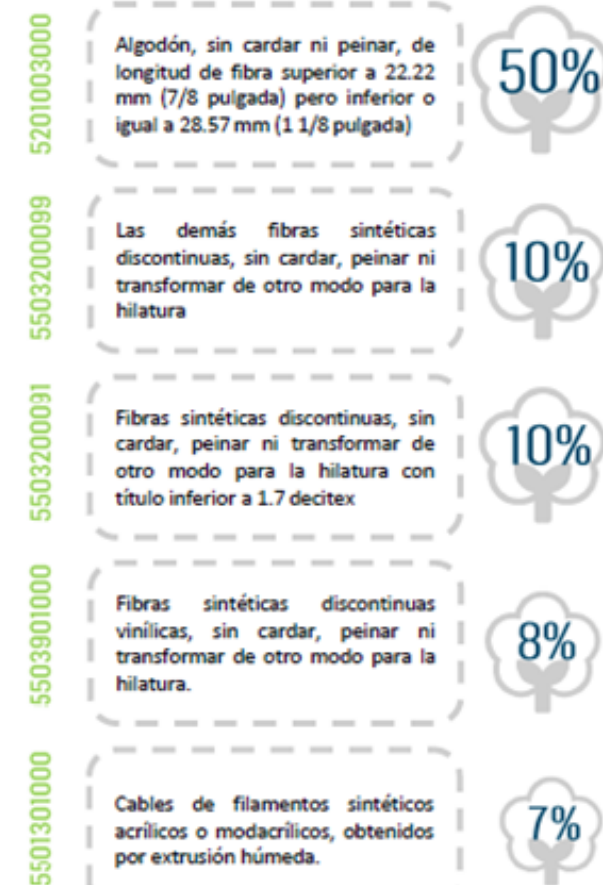 5201003000
Algodón, sin cardar ni peinar, de
longitud de fibra superior a 22.22
mm (7/8 pulgada) pero inferior o
igual a 28.57 mm (1 1/8 pulgada)
50%
5503200099
Las demás fibras sintéticas
discontinuas, sin cardar, peinar ni
transformar de otro modo para la
hilatura
10%
5503200091
Fibras sintéticas discontinuas, sin
cardar, peinar ni transformar de
otro modo para la hilatura con
título inferior a 1.7 decitex
10%
5503901000
Fibras sintéticas discontinuas
vinílicas, sin cardar, peinar ni
transformar de otro modo para la
hilatura.
8%
5501301000
Cables de filamentos sintéticos
acrílicos o modacrílicos, obtenidos
por extrusión húmeda.
7%